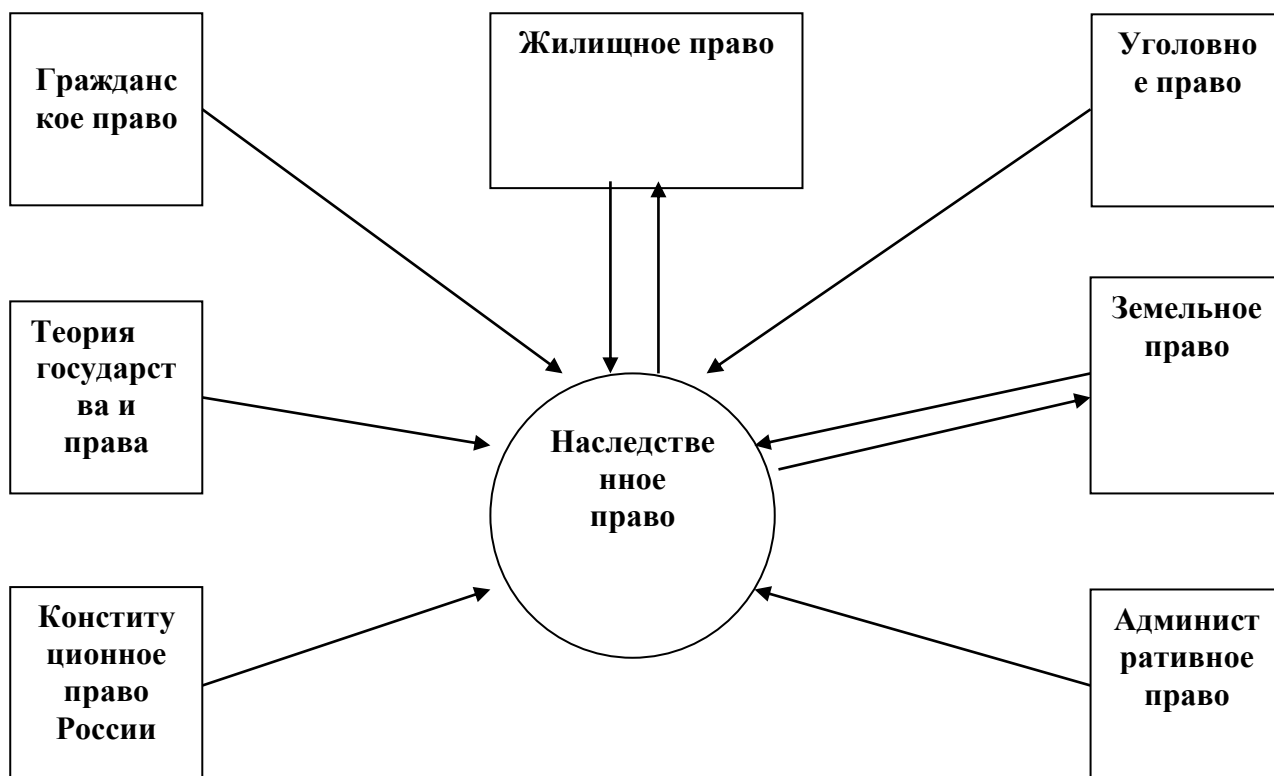 Гражданс
кое право
Жилищное право
Уголовно
е право
Теория
государст
ва и
права
Земельное
право
Наследстве
нное
право
Конститу
ционное
право
России
Админист
ративное
право